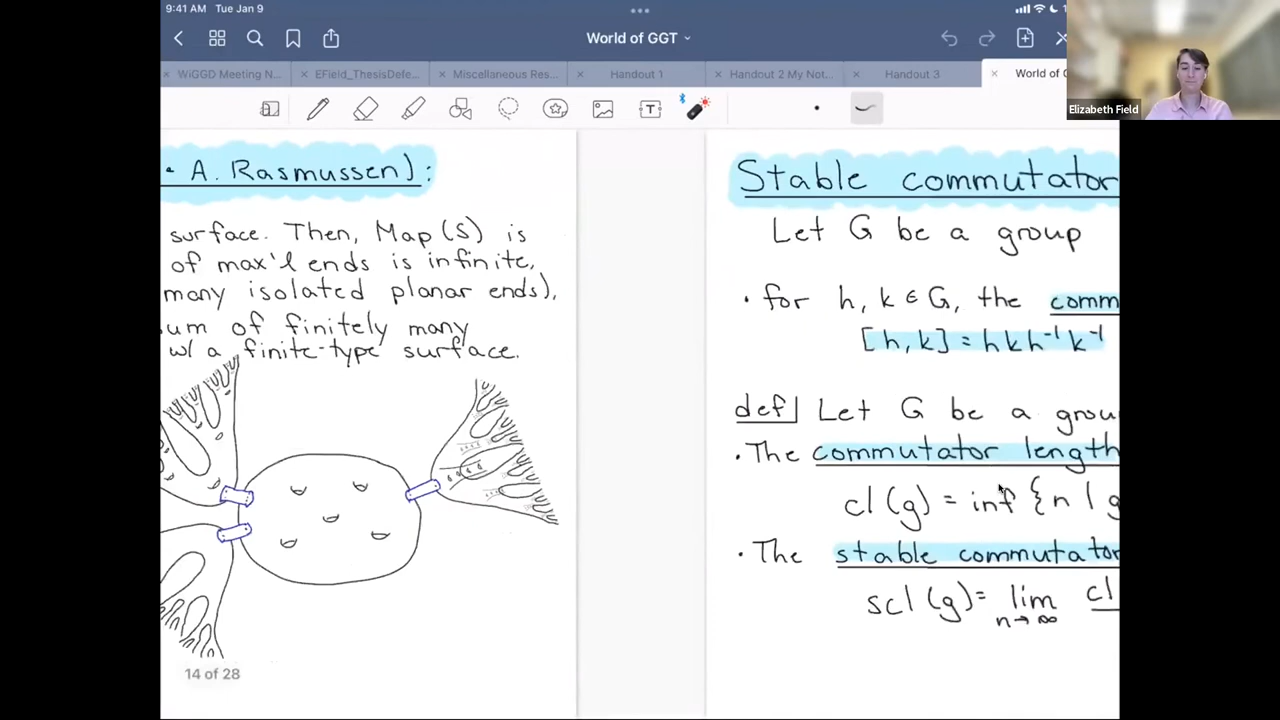 9:41 AM Tue Jan 9
World of GGT
WiGGD Meeting N...
EField_ThesisDefe...
Miscellaneous Res...
Handout 1
Handout 2 My Not...
Handout 3
World of
Elizabeth Field
A. Rasmussen):
surface. Then, Map(S) is
of max'l ends is infinite,
many isolated planar ends),
um of finitely many
w/ a finite-type surface.
14 of 28
Stable commutator
Let G be a group
• for h, k ∈ G, the comm
[h, k] = hkh⁻¹k⁻¹
def| Let G be a grou
• The commutator length
cl(g) = inf {n | g
• The stable commutator
scl(g) = lim cl
n→∞